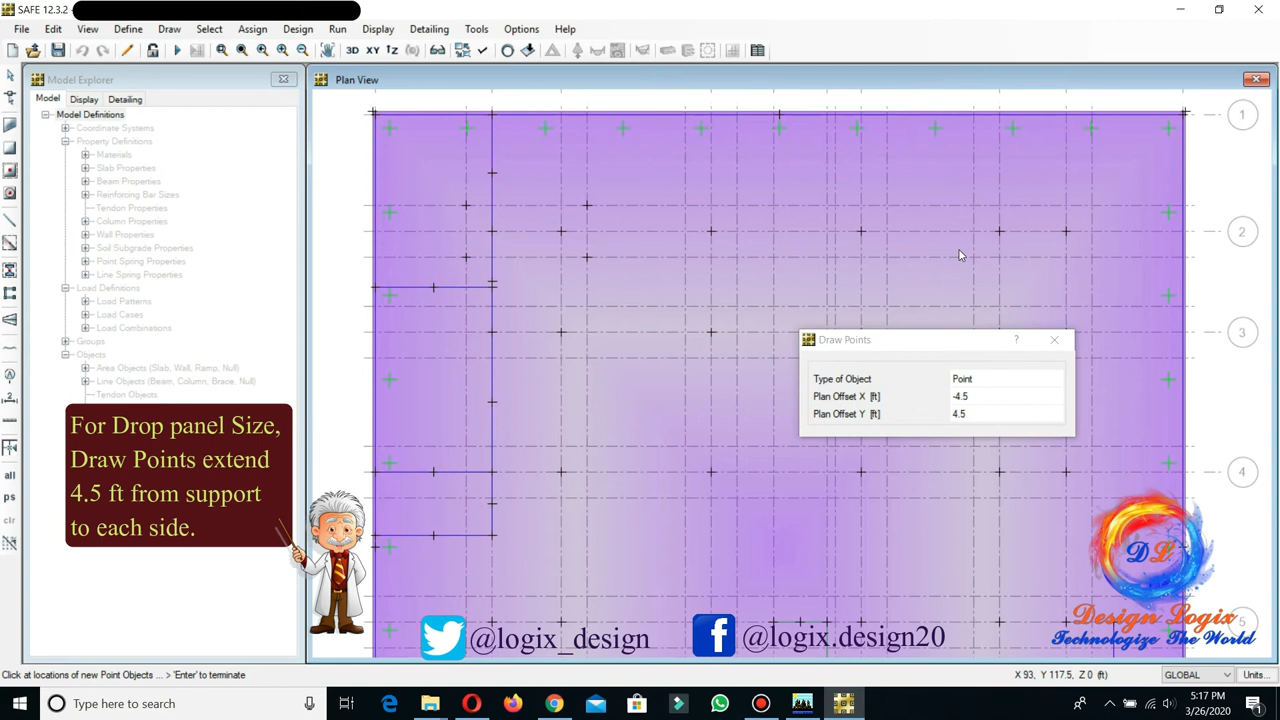 SAFE 12.3.2 -
File Edit View Define Draw Select Assign Design Run Display Detailing Tools Options Help
3D XY
Model Explorer
Plan View
Model Display Detailing
Model Definitions
Coordinate Systems
Property Definitions
Materials
Slab Properties
Beam Properties
Reinforcing Bar Sizes
Tendon Properties
Column Properties
Wall Properties
Soil Subgrade Properties
Point Spring Properties
Line Spring Properties
Load Definitions
Load Patterns
Load Cases
Load Combinations
Groups
Objects
Area Objects (Slab, Wall, Ramp, Null)
Line Objects (Beam, Column, Brace, Null)
Tendon Objects
all
ps
clr
For Drop panel Size,
Draw Points extend
4.5 ft from support
to each side.
1
2
3
4
5
Draw Points ?
Type of Object Point
Plan Offset X [ft] -4.5
Plan Offset Y [ft] 4.5
DL
Design Logix
Technologize The World
@logix_design
@logix.design20
Click at locations of new Point Objects ... > 'Enter' to terminate
X 93, Y 117.5, Z 0 (ft)
GLOBAL
Units...
Type here to search
5:17 PM
3/26/2020